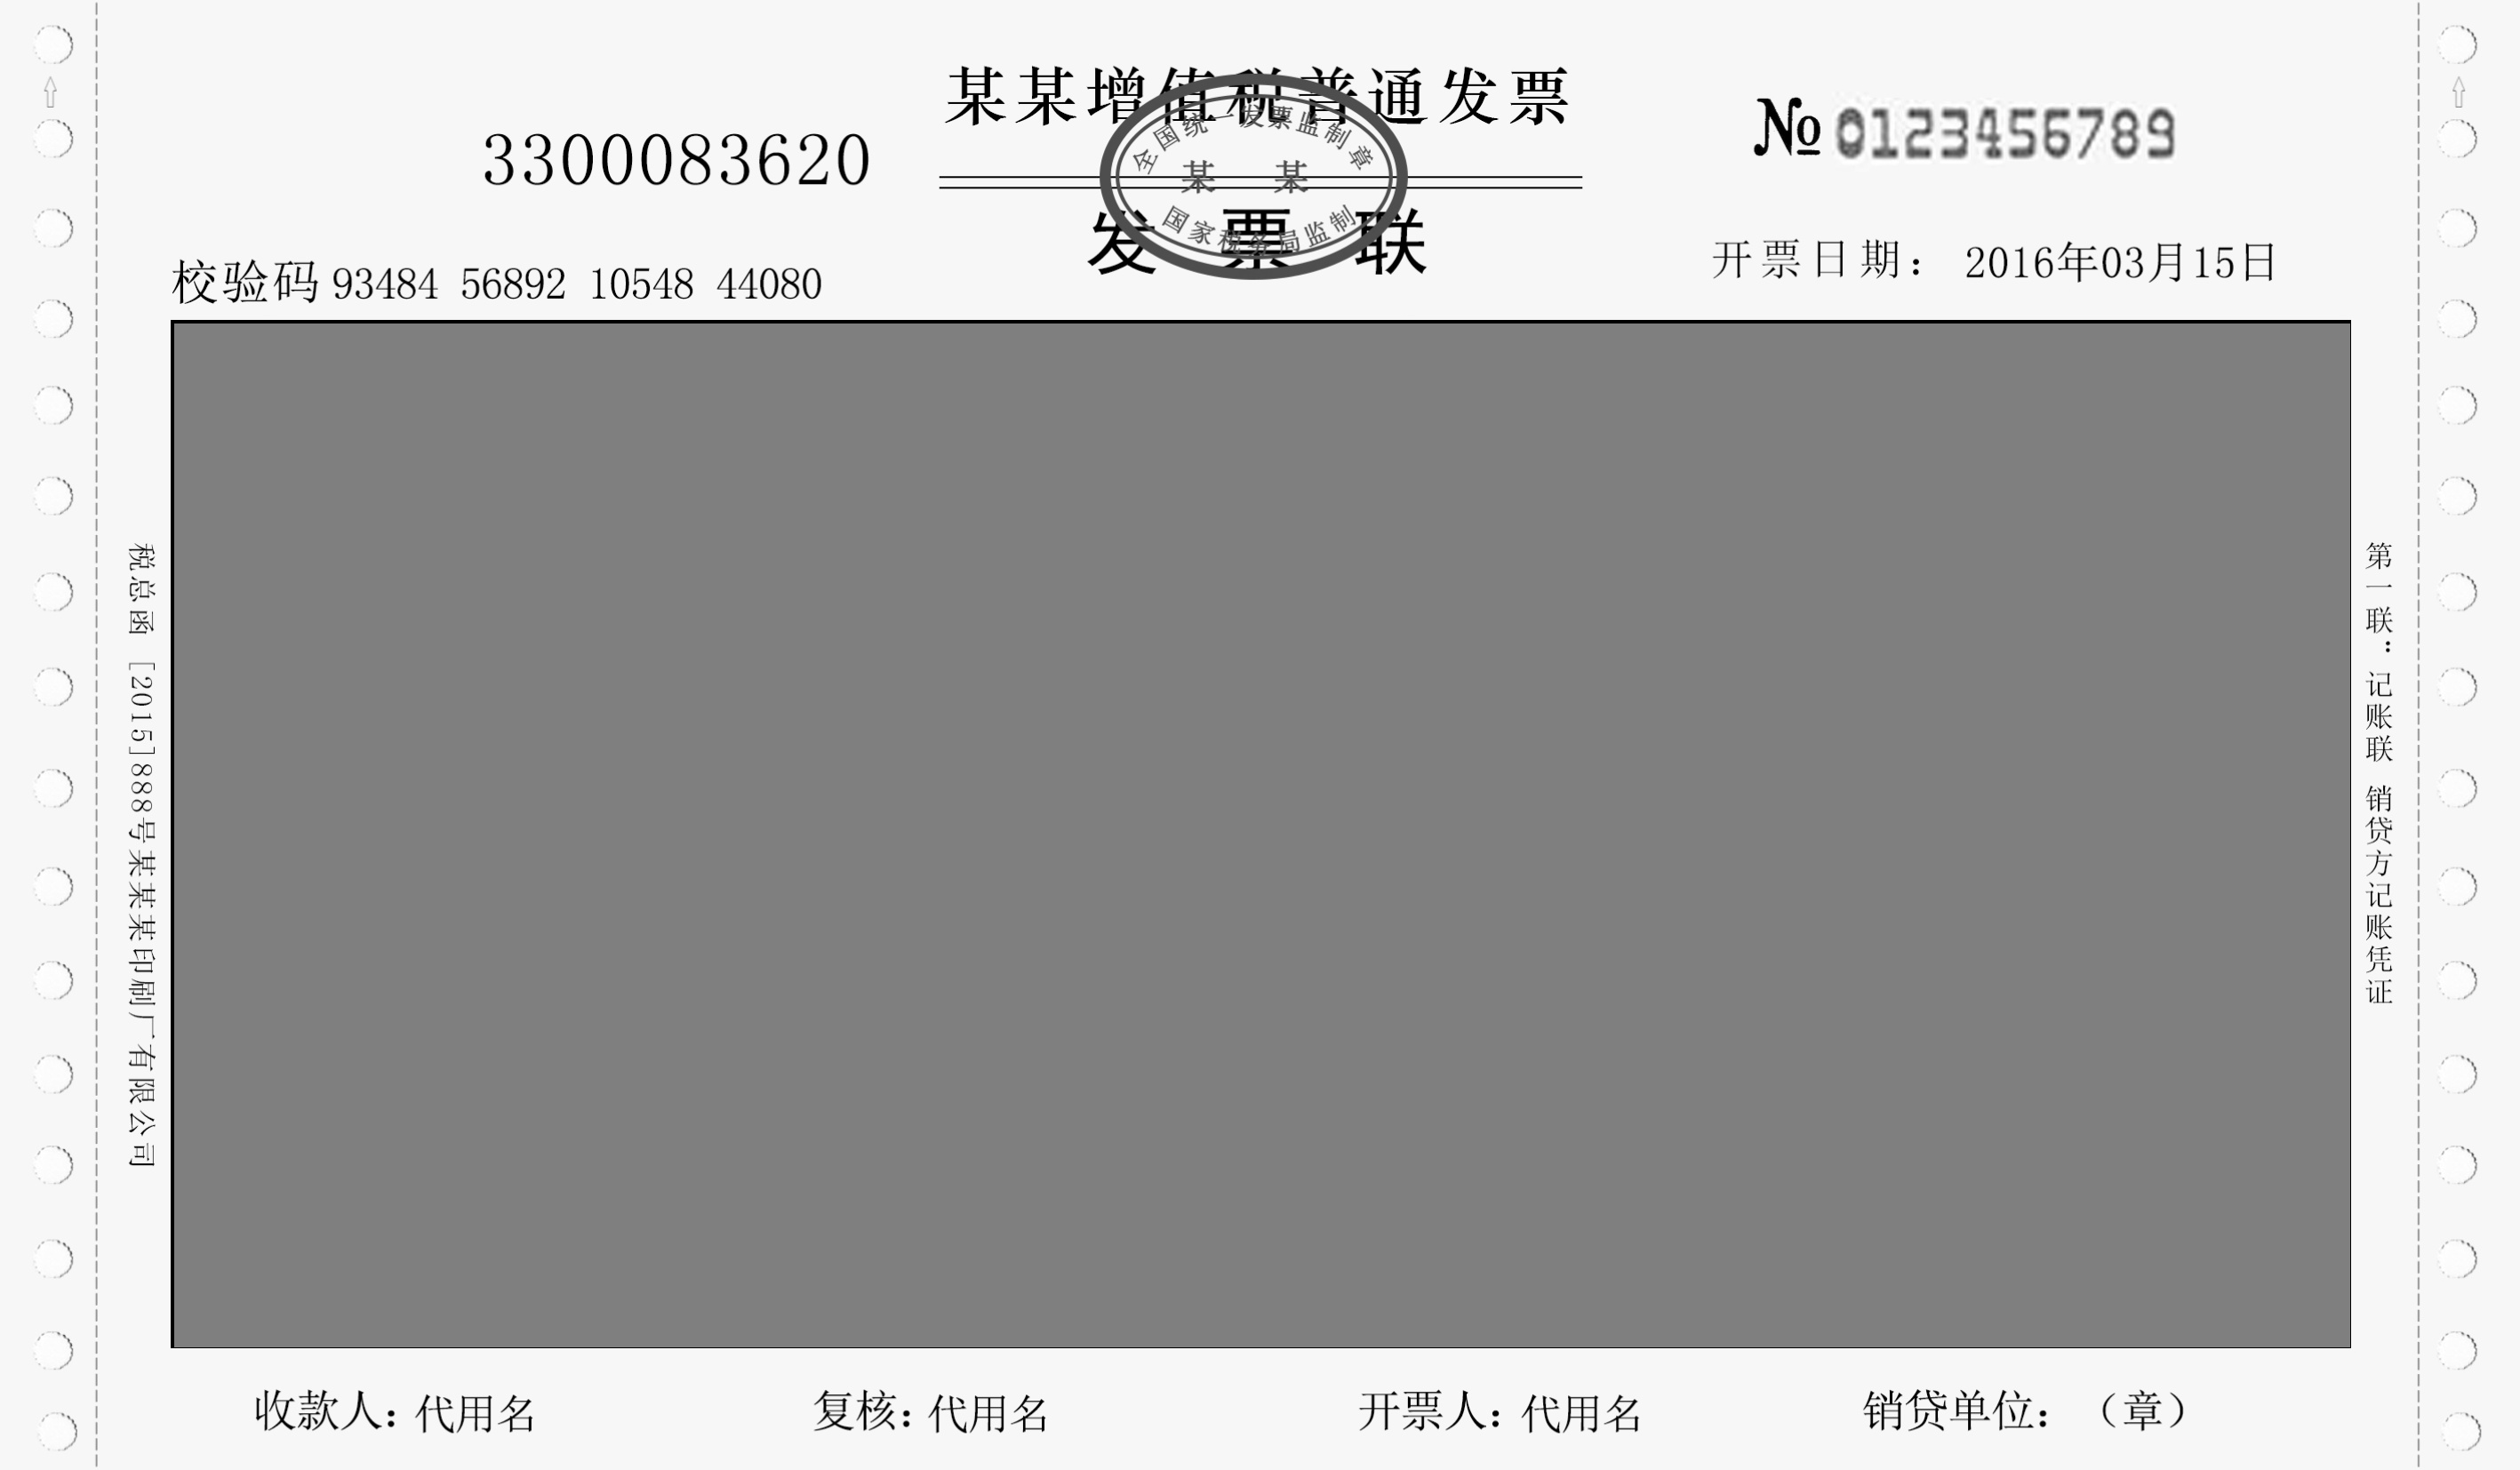 某某增值税普通发票
3300083620
№ 0123456789
全国统一发票监制章
某 某
国家税务局监制
发 票 联
校验码 93484 56892 10548 44080
开票日期： 2016年03月15日
税总函 [2015]888号某某某印刷厂有限公司
第一联：记账联 销贷方记账凭证
收款人：代用名 复核：代用名 开票人：代用名 销贷单位：（章）